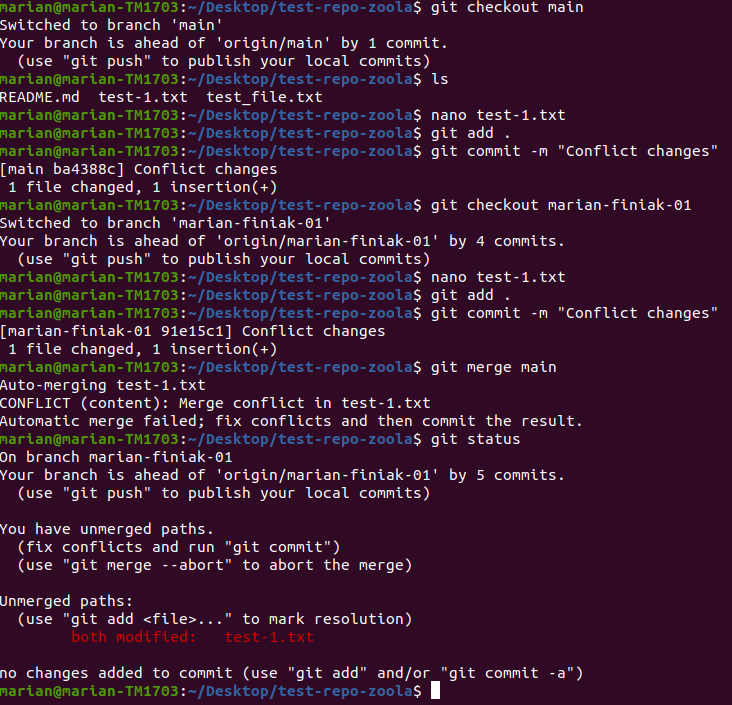 marian@marian-TM1703:~/Desktop/test-repo-zoola$ git checkout main
Switched to branch 'main'
Your branch is ahead of 'origin/main' by 1 commit.
  (use "git push" to publish your local commits)
marian@marian-TM1703:~/Desktop/test-repo-zoola$ ls
README.md  test-1.txt  test_file.txt
marian@marian-TM1703:~/Desktop/test-repo-zoola$ nano test-1.txt
marian@marian-TM1703:~/Desktop/test-repo-zoola$ git add .
marian@marian-TM1703:~/Desktop/test-repo-zoola$ git commit -m "Conflict changes"
[main ba4388c] Conflict changes
 1 file changed, 1 insertion(+)
marian@marian-TM1703:~/Desktop/test-repo-zoola$ git checkout marian-finiak-01
Switched to branch 'marian-finiak-01'
Your branch is ahead of 'origin/marian-finiak-01' by 4 commits.
  (use "git push" to publish your local commits)
marian@marian-TM1703:~/Desktop/test-repo-zoola$ nano test-1.txt
marian@marian-TM1703:~/Desktop/test-repo-zoola$ git add .
marian@marian-TM1703:~/Desktop/test-repo-zoola$ git commit -m "Conflict changes"
[marian-finiak-01 91e15c1] Conflict changes
 1 file changed, 1 insertion(+)
marian@marian-TM1703:~/Desktop/test-repo-zoola$ git merge main
Auto-merging test-1.txt
CONFLICT (content): Merge conflict in test-1.txt
Automatic merge failed; fix conflicts and then commit the result.
marian@marian-TM1703:~/Desktop/test-repo-zoola$ git status
On branch marian-finiak-01
Your branch is ahead of 'origin/marian-finiak-01' by 5 commits.
  (use "git push" to publish your local commits)

You have unmerged paths.
  (fix conflicts and run "git commit")
  (use "git merge --abort" to abort the merge)

Unmerged paths:
  (use "git add <file>..." to mark resolution)
        both modified:   test-1.txt

no changes added to commit (use "git add" and/or "git commit -a")
marian@marian-TM1703:~/Desktop/test-repo-zoola$